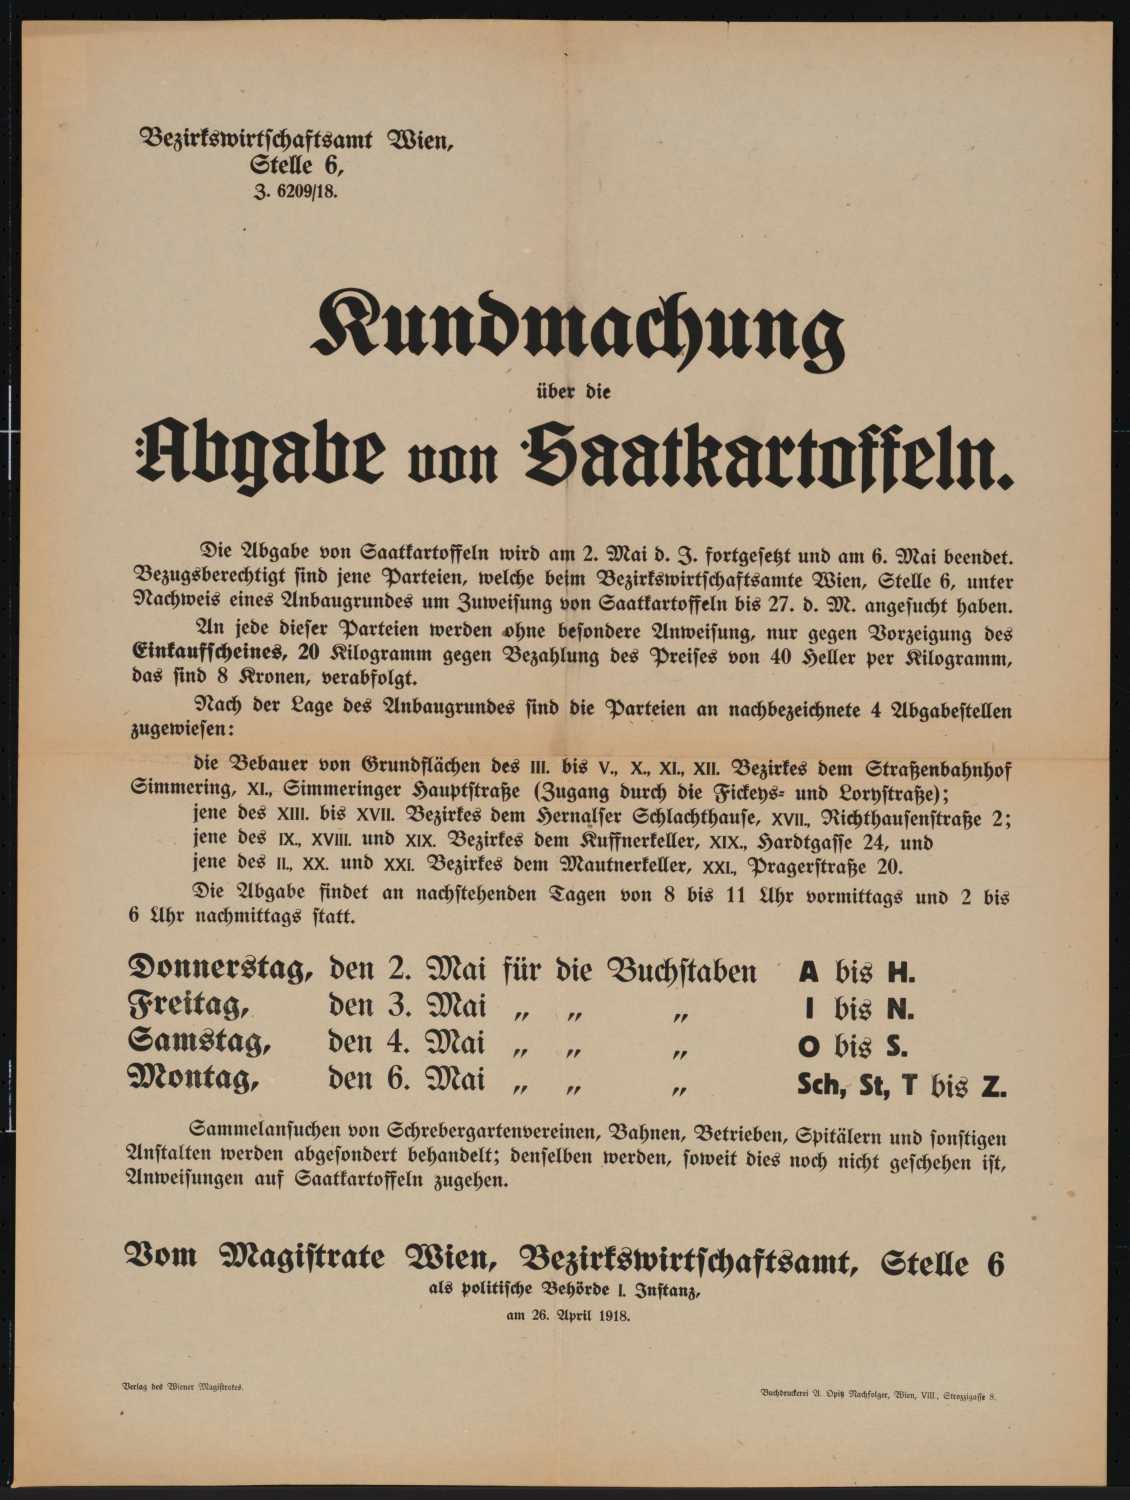 Bezirkswirtschaftsamt Wien,
Stelle 6,
Z. 6209/18.
Kundmachung
über die
Abgabe von Saatkartoffeln.
Die Abgabe von Saatkartoffeln wird am 2. Mai d. J. fortgesetzt und am 6. Mai beendet.
Bezugsberechtigt sind jene Parteien, welche beim Bezirkswirtschaftsamte Wien, Stelle 6, unter
Nachweis eines Anbaugrundes um Zuweisung von Saatkartoffeln bis 27. d. M. angesucht haben.
An jede dieser Parteien werden ohne besondere Anweisung, nur gegen Vorzeigung des
Einkaufscheines, 20 Kilogramm gegen Bezahlung des Preises von 40 Heller per Kilogramm,
das sind 8 Kronen, verabfolgt.
Nach der Lage des Anbaugrundes sind die Parteien an nachbezeichnete 4 Abgabestellen
zugewiesen:
die Bebauer von Grundflächen des III. bis V., X., XI., XII. Bezirkes dem Straßenbahnhof
Simmering, XI., Simmeringer Hauptstraße (Zugang durch die Fickeys- und Lorystraße);
jene des XIII. bis XVII. Bezirkes dem Hernalser Schlachthause, XVII., Richthausenstraße 2;
jene des IX., XVIII. und XIX. Bezirkes dem Kuffnerkeller, XIX., Hardtgasse 24, und
jene des II., XX. und XXI. Bezirkes dem Mautnerkeller, XXI., Pragerstraße 20.
Die Abgabe findet an nachstehenden Tagen von 8 bis 11 Uhr vormittags und 2 bis
6 Uhr nachmittags statt.
Donnerstag, den 2. Mai für die Buchstaben A bis H.
Freitag, den 3. Mai „ „ „ I bis N.
Samstag, den 4. Mai „ „ „ O bis S.
Montag, den 6. Mai „ „ „ Sch, St, T bis Z.
Sammelansuchen von Schrebergartenvereinen, Bahnen, Betrieben, Spitälern und sonstigen
Anstalten werden abgesondert behandelt; denselben werden, soweit dies noch nicht geschehen ist,
Anweisungen auf Saatkartoffeln zugehen.
Vom Magistrate Wien, Bezirkswirtschaftsamt, Stelle 6
als politische Behörde I. Instanz,
am 26. April 1918.
Verlag des Wiener Magistrates.
Buchdruckerei A. Opitz Nachfolger, Wien, VIII., Strozzigasse 8.